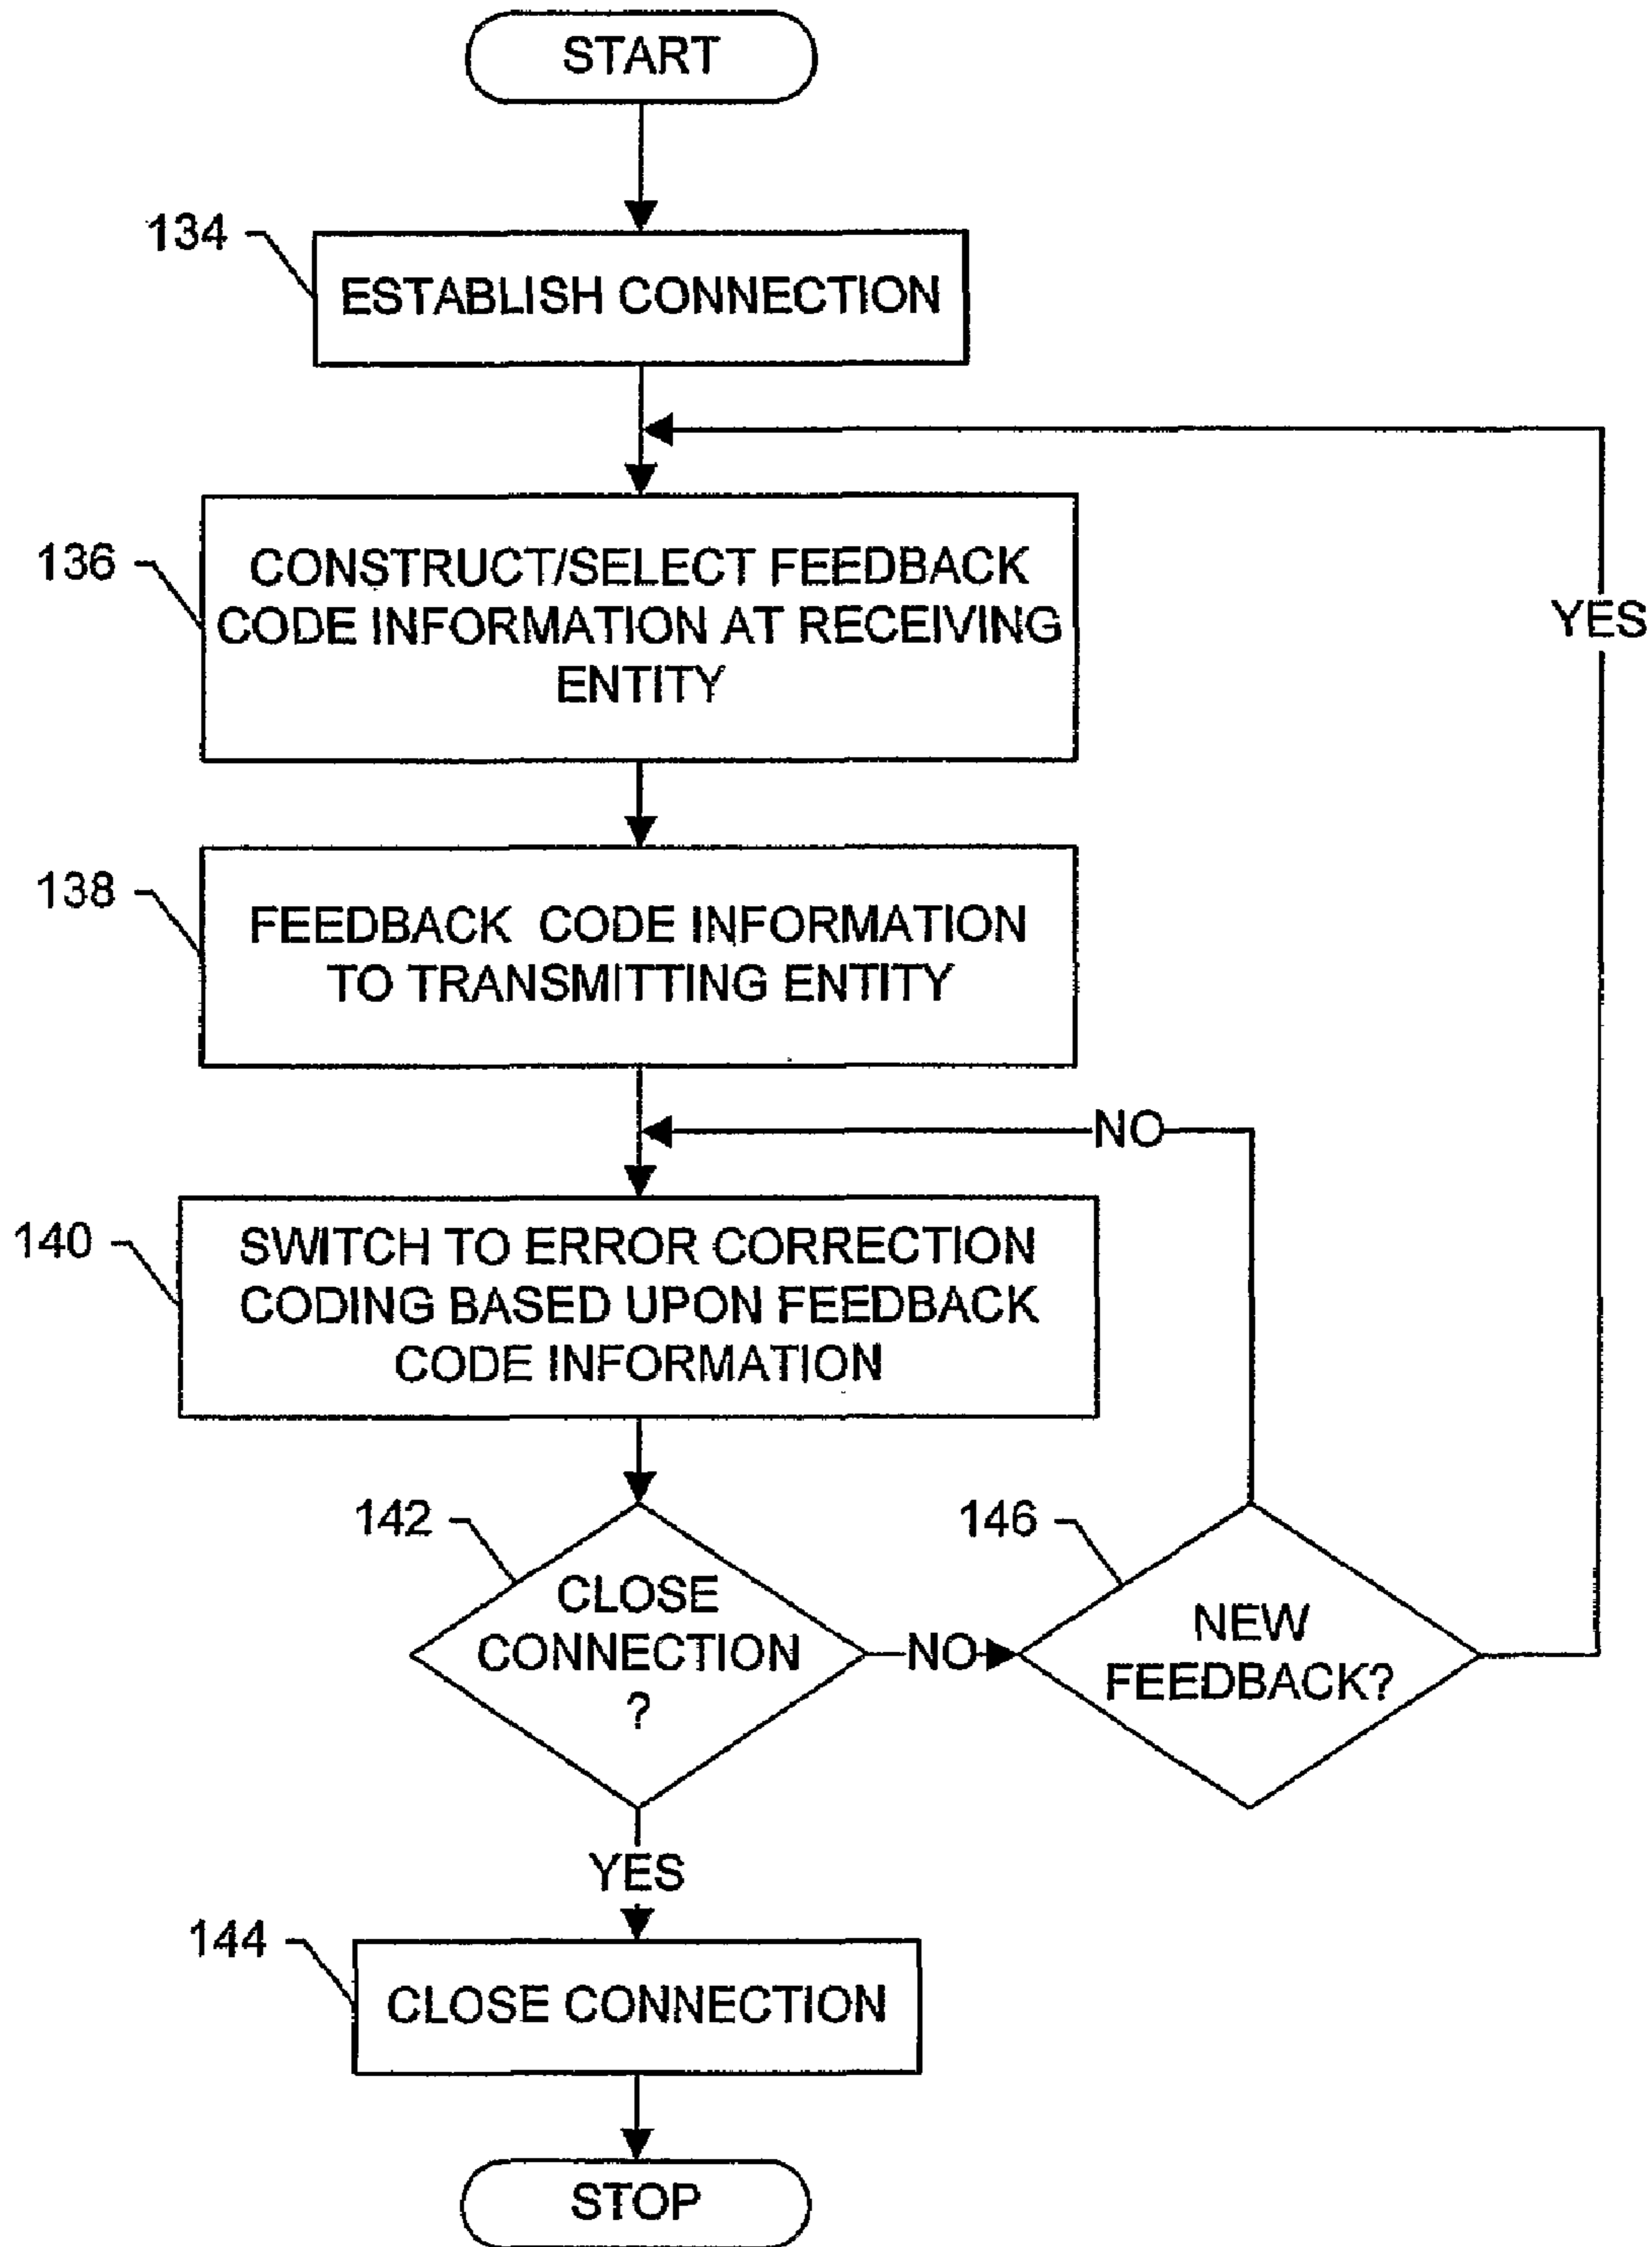 START
134
ESTABLISH CONNECTION
136
CONSTRUCT/SELECT FEEDBACK
CODE INFORMATION AT RECEIVING
ENTITY
YES
138
FEEDBACK CODE INFORMATION
TO TRANSMITTING ENTITY
NO
140
SWITCH TO ERROR CORRECTION
CODING BASED UPON FEEDBACK
CODE INFORMATION
142
CLOSE
CONNECTION
?
NO
146
NEW
FEEDBACK?
YES
144
CLOSE CONNECTION
STOP